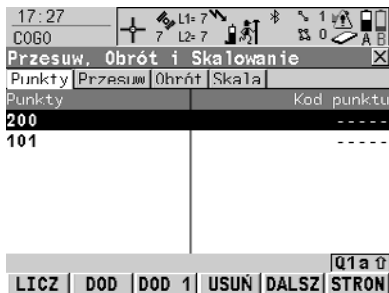 17:27
COGO
L1= 7
7 L2= 7
1
0
A B
Przesuw, Obrót i Skalowanie
Punkty Przesuw Obrót Skala
Punkty Kod punktu
200 -----
101 -----
Q1a
LICZ DOD DOD 1 USUŃ DALSZ STRON